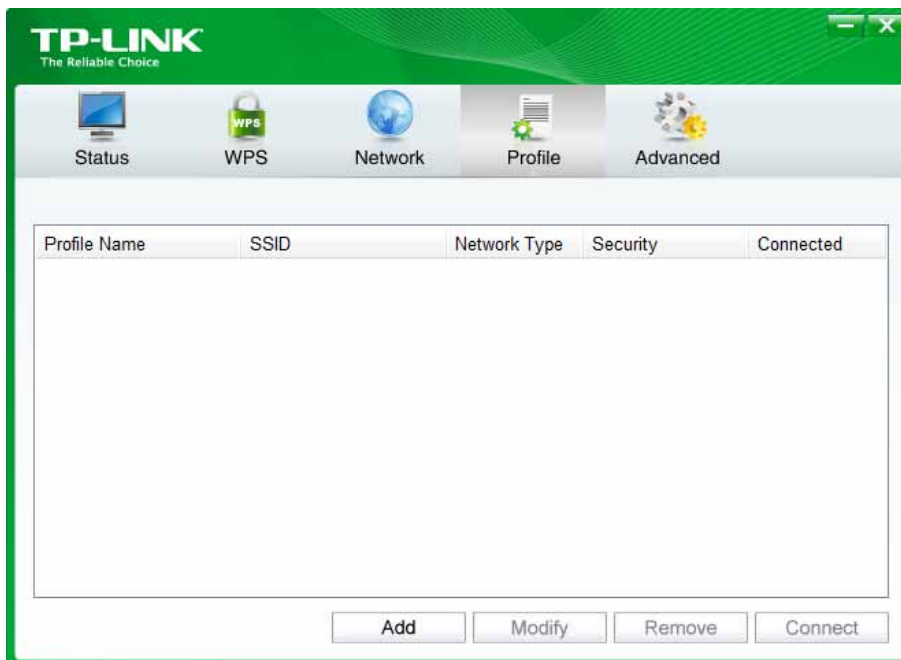 TP-LINK
The Reliable Choice
WPS
Status WPS Network Profile Advanced
Profile Name SSID Network Type Security Connected
Add Modify Remove Connect